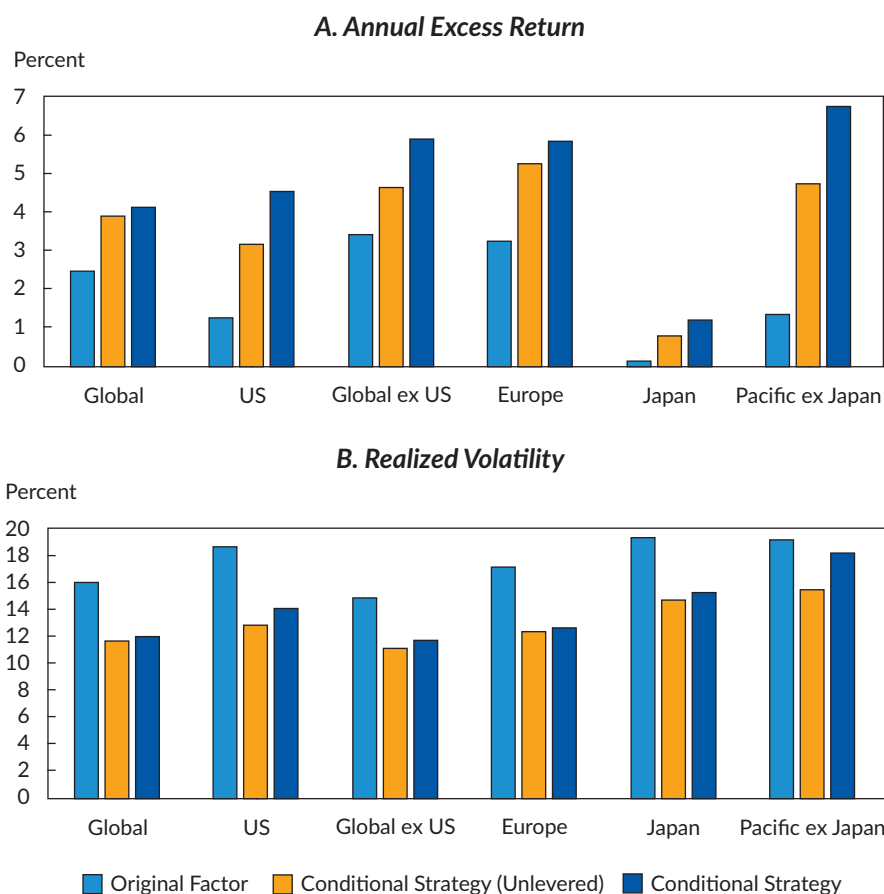 A. Annual Excess Return
Percent
7
6
5
4
3
2
1
0
Global US Global ex US Europe Japan Pacific ex Japan
B. Realized Volatility
Percent
20
18
16
14
12
10
8
6
4
2
0
Global US Global ex US Europe Japan Pacific ex Japan
Original Factor Conditional Strategy (Unlevered) Conditional Strategy